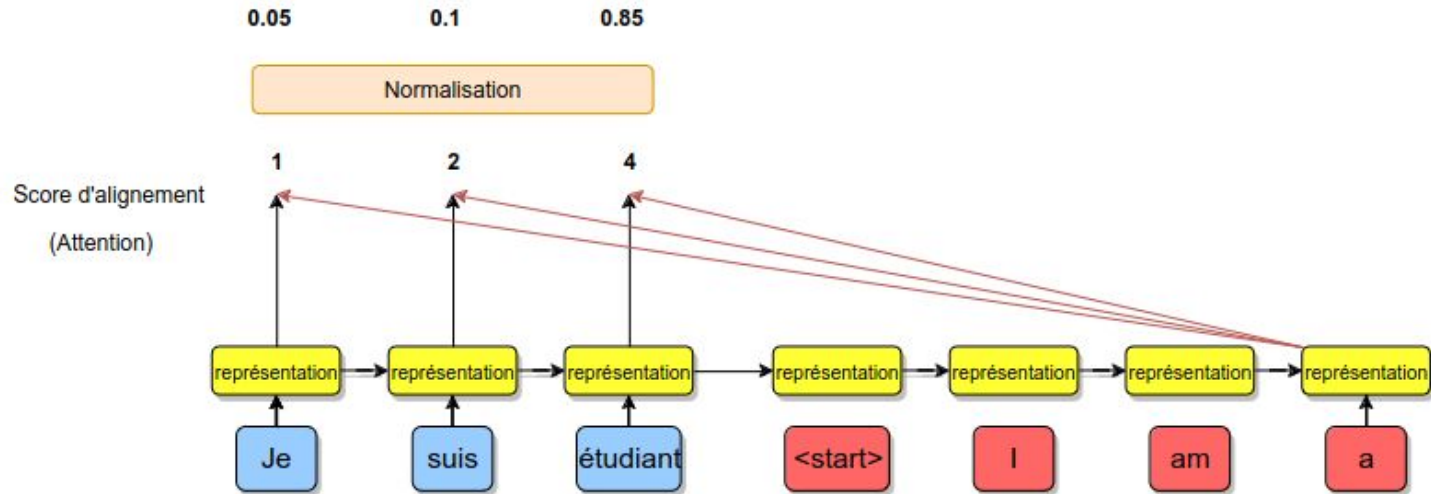 0.05 0.1 0.85
Normalisation
1 2 4
Score d'alignement
(Attention)
représentation représentation représentation représentation représentation représentation représentation
Je suis étudiant <start> I am a